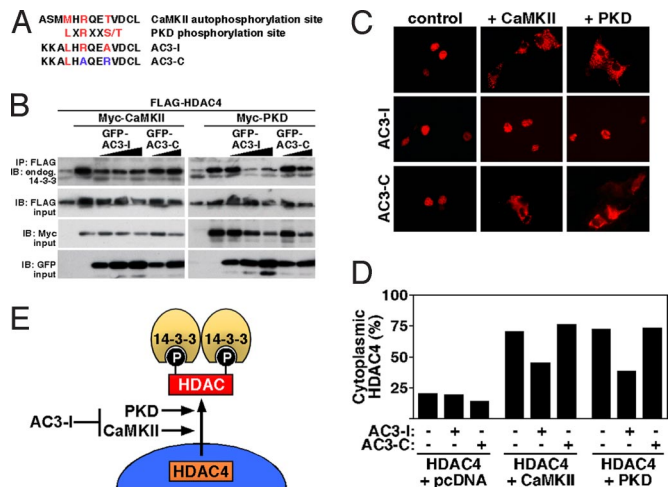 A
ASMMHRQETVDCL CaMKII autophosphorylation site
LXRXXS/T PKD phosphorylation site
KKALHRQEAVDCL AC3-I
KKALHAQERVDCL AC3-C
B
FLAG-HDAC4
Myc-CaMKII Myc-PKD
GFP- GFP- GFP- GFP-
AC3-I AC3-C AC3-I AC3-C
IP: FLAG
IB: endog.
14-3-3
IB: FLAG
input
IB: Myc
input
IB: GFP
input
C
control + CaMKII + PKD
AC3-I
AC3-C
D
Cytoplasmic
HDAC4 (%)
100
75
50
25
AC3-I: - + - - + - - + -
AC3-C: - - + - - + - - +
HDAC4 HDAC4 HDAC4
+ pcDNA + CaMKII + PKD
E
14-3-3 14-3-3
P P
HDAC
AC3-I
PKD
CaMKII
HDAC4